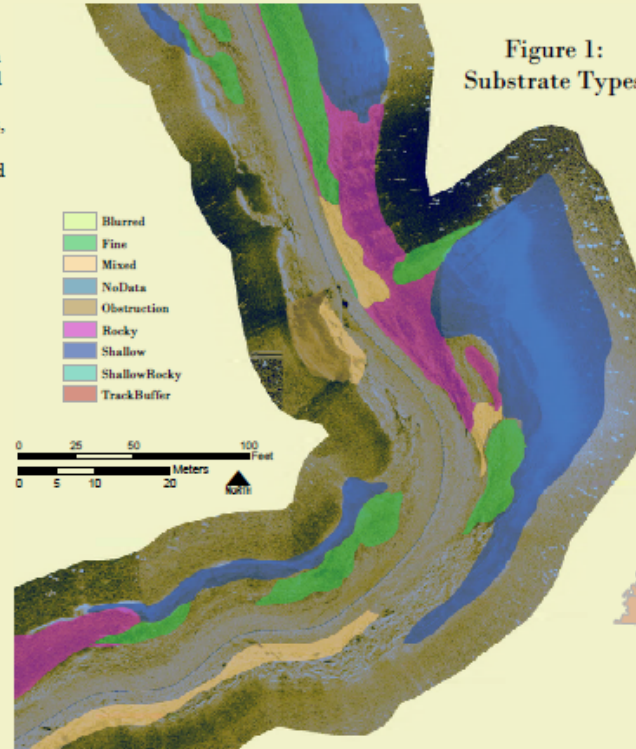 Figure 1:
Substrate Types
Blurred
Fine
Mixed
NoData
Obstruction
Rocky
Shallow
ShallowRocky
TrackBuffer
0 25 50 100
Feet
Meters
0 5 10 20
NORTH